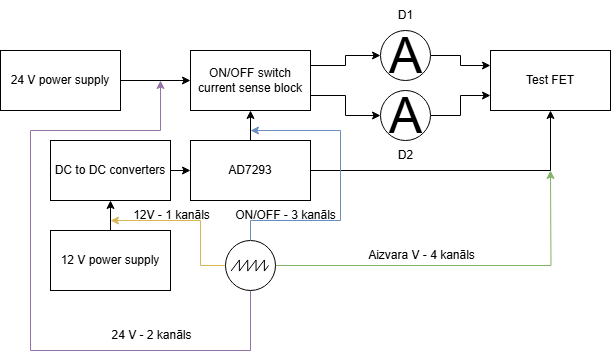 D1
24 V power supply
ON/OFF switch
current sense block
A
Test FET
A
D2
DC to DC converters
AD7293
12V - 1 kanāls
ON/OFF - 3 kanāls
12 V power supply
Aizvara V - 4 kanāls
24 V - 2 kanāls